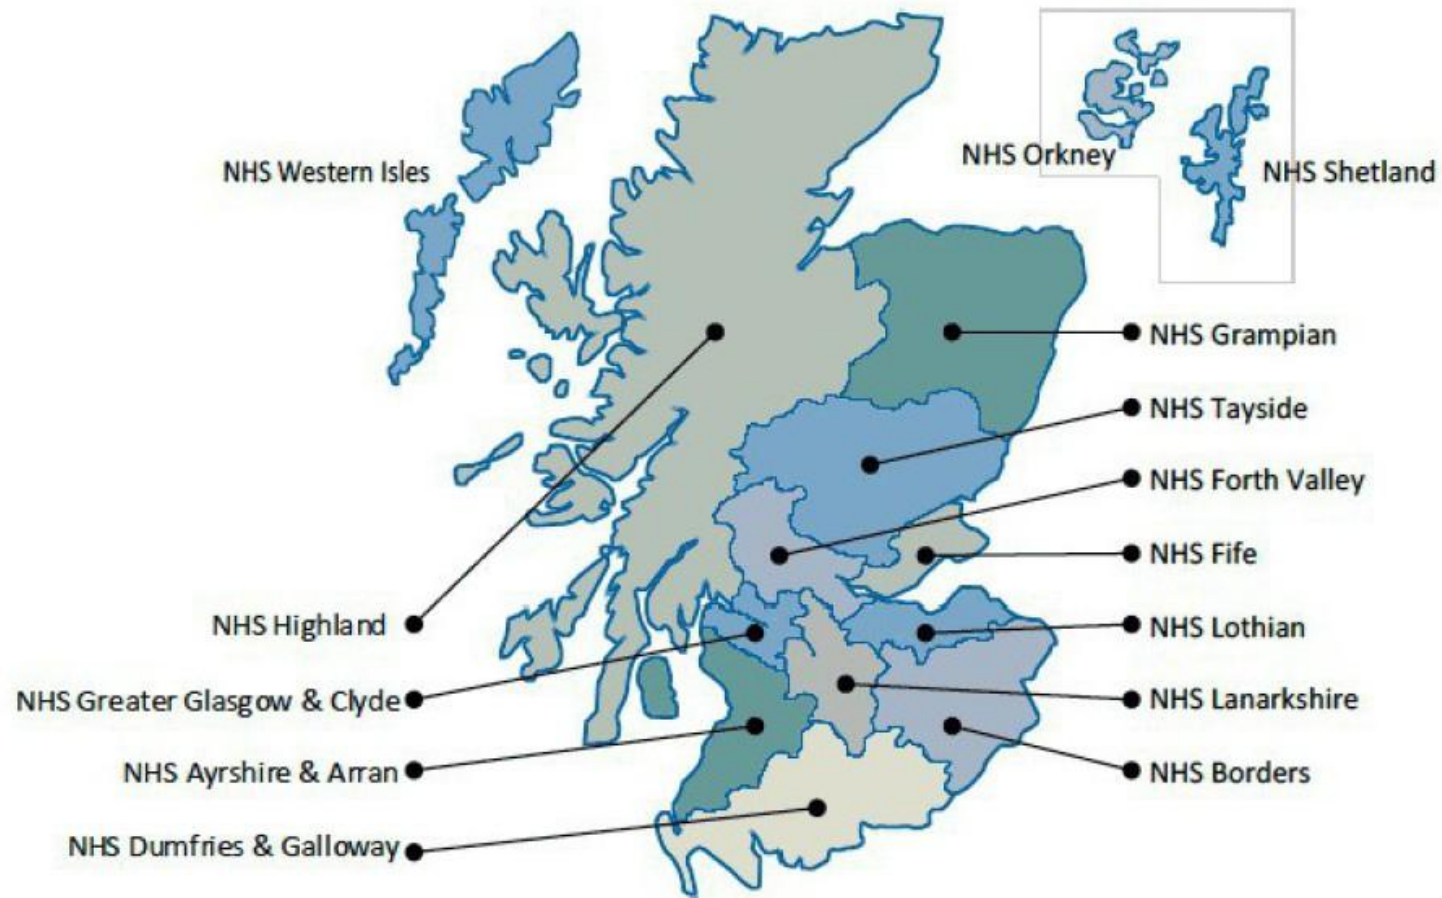 NHS Western Isles
NHS Orkney
NHS Shetland
NHS Grampian
NHS Tayside
NHS Forth Valley
NHS Fife
NHS Highland
NHS Lothian
NHS Greater Glasgow & Clyde
NHS Lanarkshire
NHS Ayrshire & Arran
NHS Borders
NHS Dumfries & Galloway